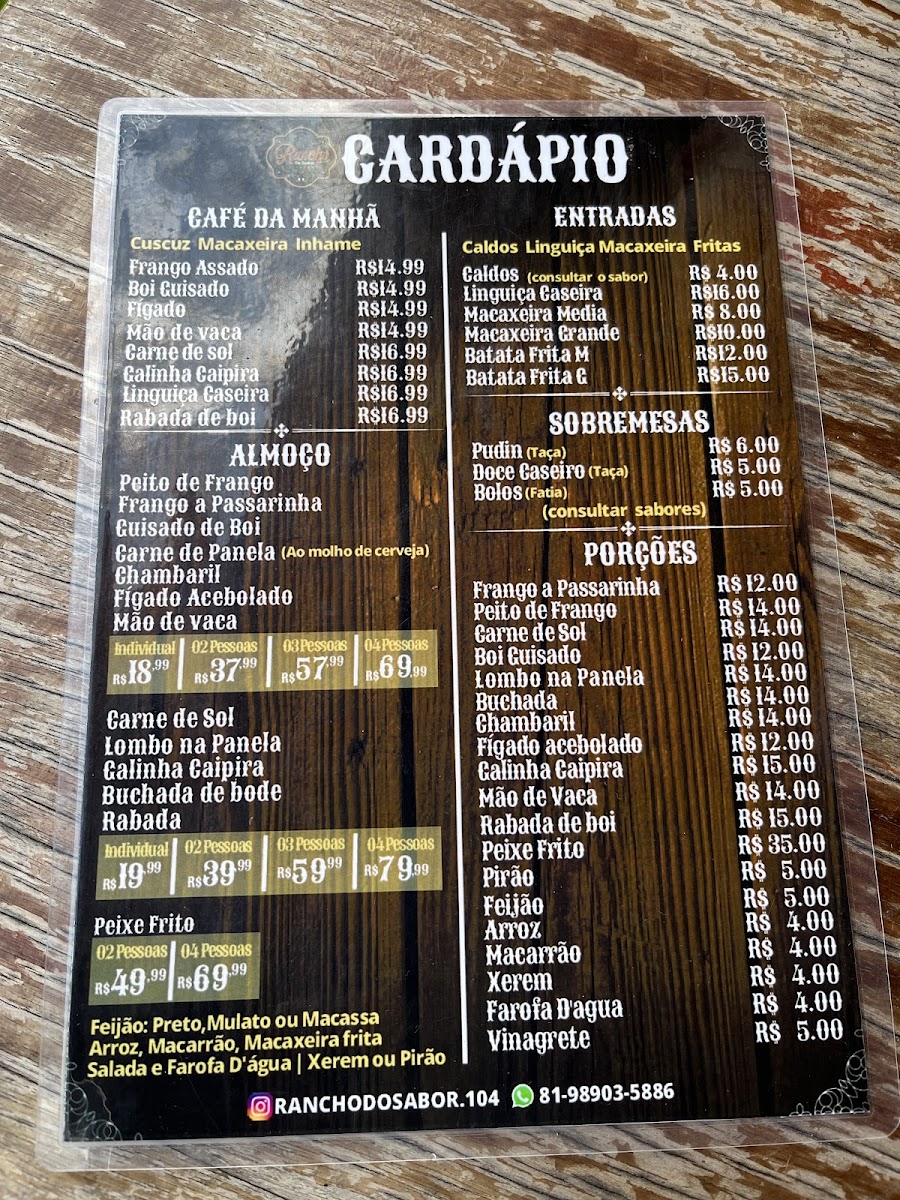 Rancho
CARDÁPIO
CAFÉ DA MANHÃ
Cuscuz Macaxeira Inhame
Frango Assado R$14.99
Boi Guisado R$14.99
Fígado R$14.99
Mão de vaca R$14.99
Carne de sol R$16.99
Galinha Caipira R$16.99
Linguiça Caseira R$16.99
Rabada de boi R$16.99
ALMOÇO
Peito de Frango
Frango a Passarinha
Guisado de Boi
Carne de Panela (Ao molho de cerveja)
Chambaril
Fígado Acebolado
Mão de vaca
Individual 02 Pessoas 03 Pessoas 04 Pessoas
R$18,99 R$37,99 R$57,99 R$69,99
Carne de Sol
Lombo na Panela
Galinha Caipira
Buchada de bode
Rabada
Individual 02 Pessoas 03 Pessoas 04 Pessoas
R$19,99 R$39,99 R$59,99 R$79,99
Peixe Frito
02 Pessoas 04 Pessoas
R$49,99 R$69,99
Feijão: Preto,Mulato ou Macassa
Arroz, Macarrão, Macaxeira frita
Salada e Farofa D'água | Xerem ou Pirão
ENTRADAS
Caldos Linguiça Macaxeira Fritas
Caldos (consultar o sabor) R$ 4.00
Linguiça Caseira R$16.00
Macaxeira Media R$ 8.00
Macaxeira Grande R$10.00
Batata Frita M R$12.00
Batata Frita G R$15.00
SOBREMESAS
Pudin (Taça) R$ 6.00
Doce Caseiro (Taça) R$ 5.00
Bolos (Fatia) R$ 5.00
(consultar sabores)
PORÇÕES
Frango a Passarinha R$ 12.00
Peito de Frango R$ 14.00
Carne de Sol R$ 14.00
Boi Guisado R$ 12.00
Lombo na Panela R$ 14.00
Buchada R$ 14.00
Chambaril R$ 14.00
Fígado acebolado R$ 12.00
Galinha Caipira R$ 15.00
Mão de Vaca R$ 14.00
Rabada de boi R$ 15.00
Peixe Frito R$ 35.00
Pirão R$ 5.00
Feijão R$ 5.00
Arroz R$ 4.00
Macarrão R$ 4.00
Xerem R$ 4.00
Farofa D'agua R$ 4.00
Vinagrete R$ 5.00
RANCHODOSABOR.104 81-98903-5886